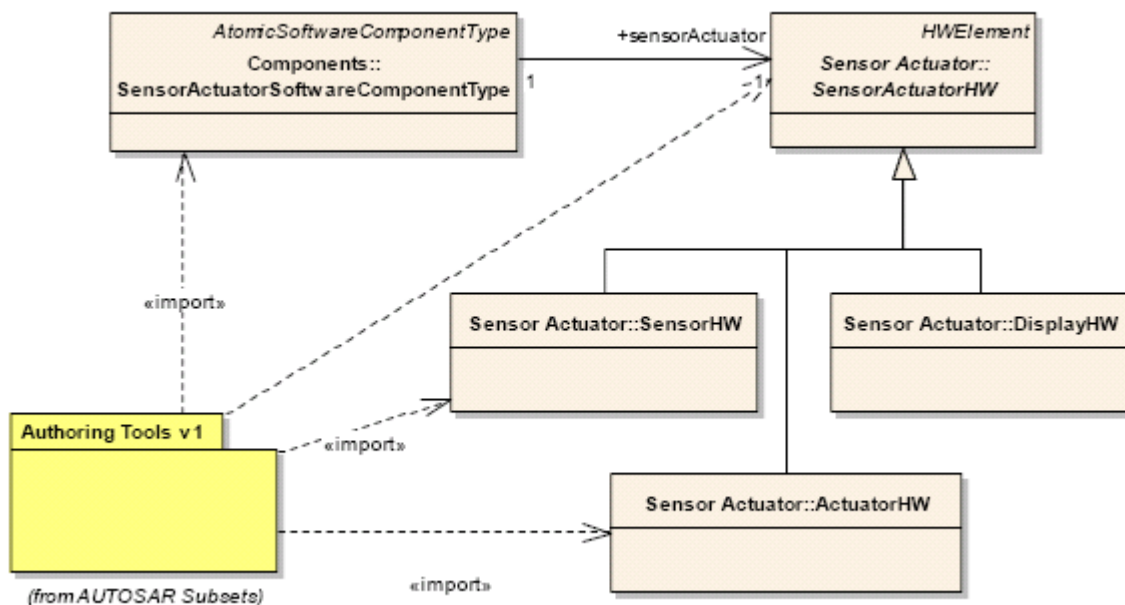 AtomicSoftwareComponentType
Components::
SensorActuatorSoftwareComponentType
+sensorActuator
1
1
HWElement
Sensor Actuator::
SensorActuatorHW
«import»
Sensor Actuator::SensorHW
Sensor Actuator::DisplayHW
Authoring Tools v1
«import»
Sensor Actuator::ActuatorHW
«import»
(from AUTOSAR Subsets)